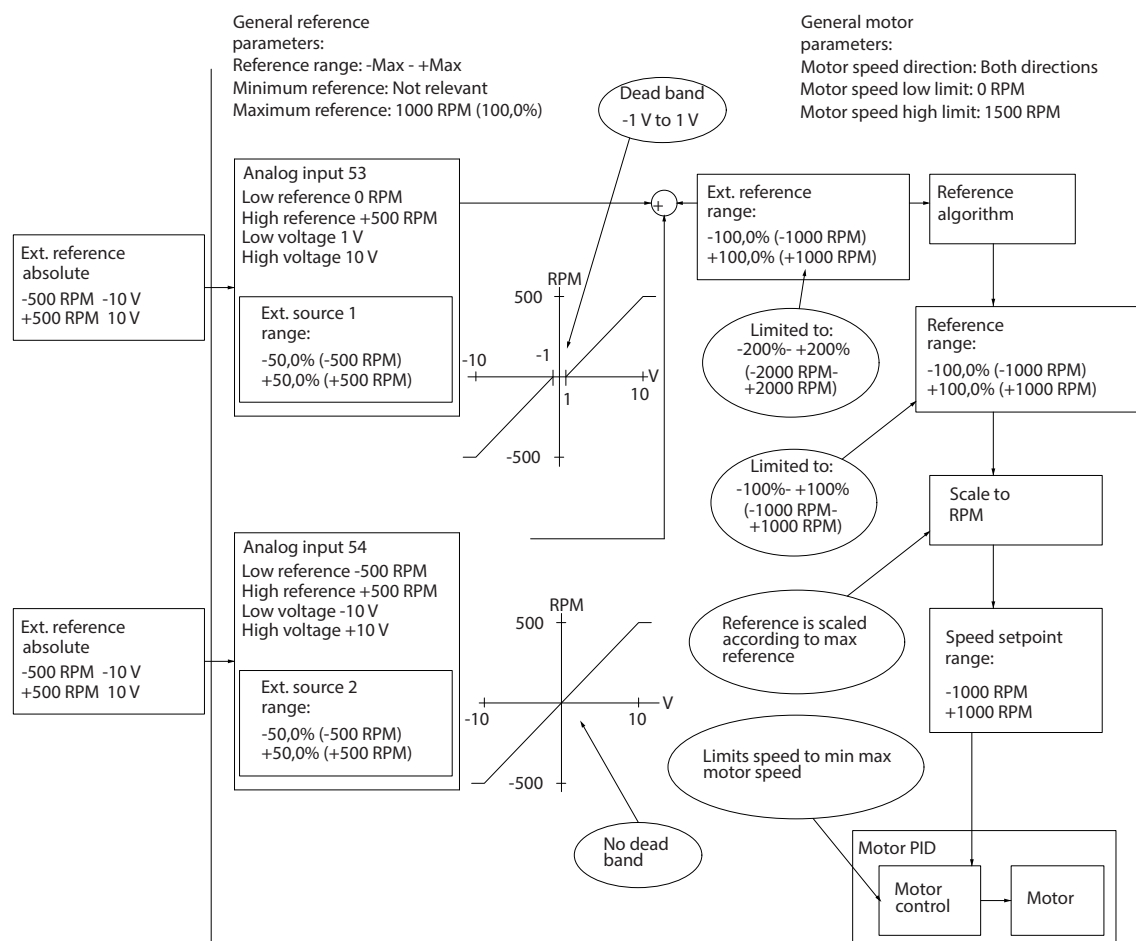 General reference
parameters:
Reference range: -Max - +Max
Minimum reference: Not relevant
Maximum reference: 1000 RPM (100,0%)
General motor
parameters:
Motor speed direction: Both directions
Motor speed low limit: 0 RPM
Motor speed high limit: 1500 RPM
Dead band
-1 V to 1 V
Ext. reference
absolute
-500 RPM -10 V
+500 RPM 10 V
Analog input 53
Low reference 0 RPM
High reference +500 RPM
Low voltage 1 V
High voltage 10 V
Ext. source 1
range:
-50,0% (-500 RPM)
+50,0% (+500 RPM)
RPM
500
-10
-1
V
1
10
-500
+
Ext. reference
range:
-100,0% (-1000 RPM)
+100,0% (+1000 RPM)
Reference
algorithm
Limited to:
-200%- +200%
(-2000 RPM-
+2000 RPM)
Reference
range:
-100,0% (-1000 RPM)
+100,0% (+1000 RPM)
Limited to:
-100%- +100%
(-1000 RPM-
+1000 RPM)
Scale to
RPM
Ext. reference
absolute
-500 RPM -10 V
+500 RPM 10 V
Analog input 54
Low reference -500 RPM
High reference +500 RPM
Low voltage -10 V
High voltage +10 V
Ext. source 2
range:
-50,0% (-500 RPM)
+50,0% (+500 RPM)
RPM
500
V
-10
10
-500
No dead
band
Reference is scaled
according to max
reference
Speed setpoint
range:
-1000 RPM
+1000 RPM
Limits speed to min max
motor speed
Motor PID
Motor
control
Motor